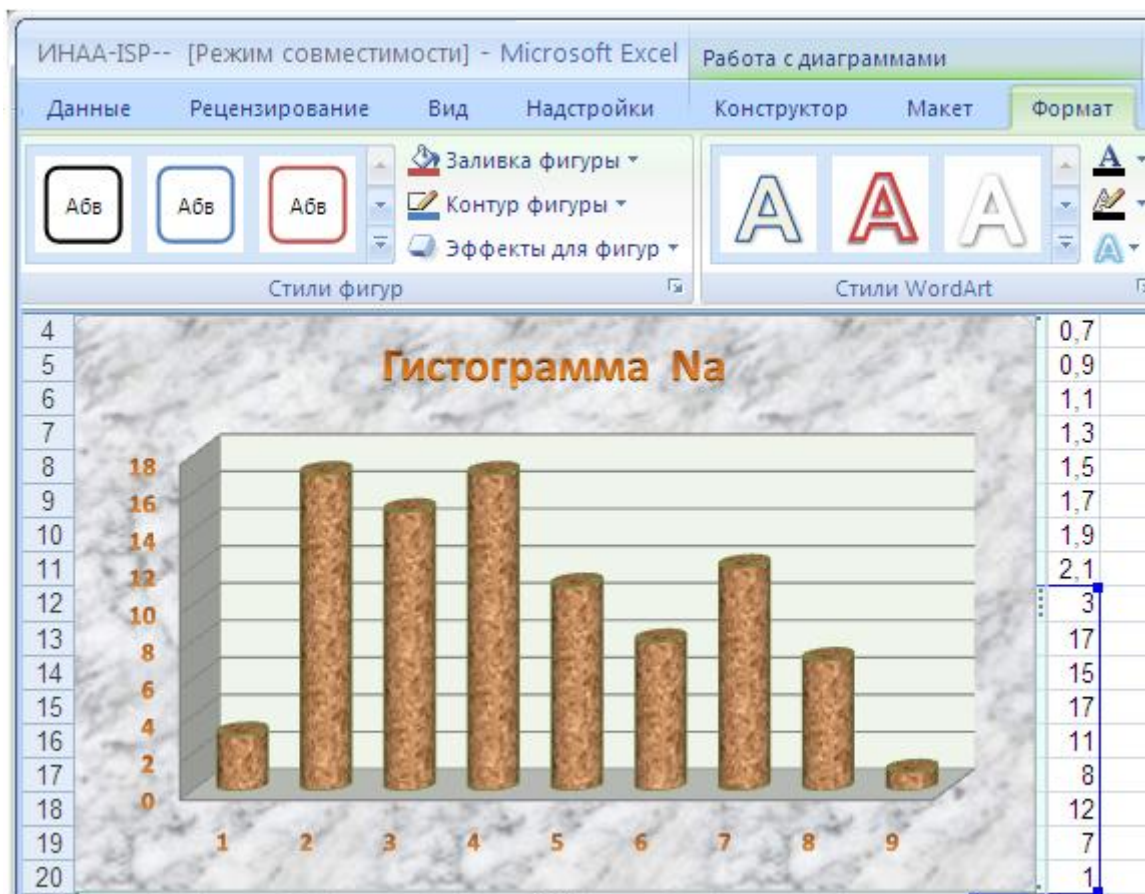 ИНАА-ISP-- [Режим совместимости] - Microsoft Excel
Работа с диаграммами
Данные Рецензирование Вид Надстройки Конструктор Макет Формат
Абв Абв Абв
Заливка фигуры
Контур фигуры
Эффекты для фигур
А А А
А
Стили фигур
Стили WordArt
4 0,7
5 0,9
6 1,1
7 1,3
8 1,5
9 1,7
10 1,9
11 2,1
12 3
13 17
14 15
15 17
16 11
17 8
18 12
19 7
20 1
Гистограмма Na
18
16
14
12
10
8
6
4
2
0
1 2 3 4 5 6 7 8 9